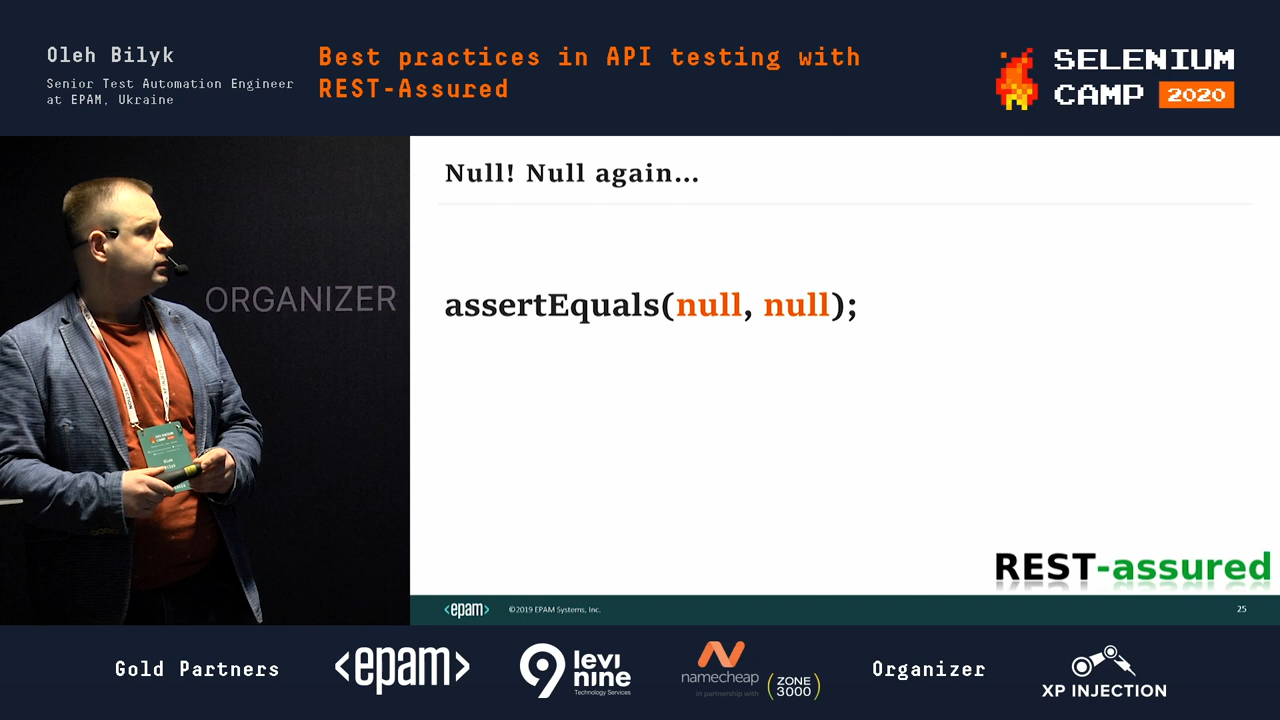 Oleh Bilyk
Senior Test Automation Engineer
at EPAM, Ukraine
Best practices in API testing with
REST-Assured
SELENIUM
CAMP 2020
ORGANIZER
Null! Null again...
assertEquals(null, null);
REST-assured
<epam>
©2019 EPAM Systems, Inc.
25
Gold Partners
<epam>
9 levi
nine
Technology Services
namecheap
in partnership with
ZONE
3000
Organizer
XP INJECTION